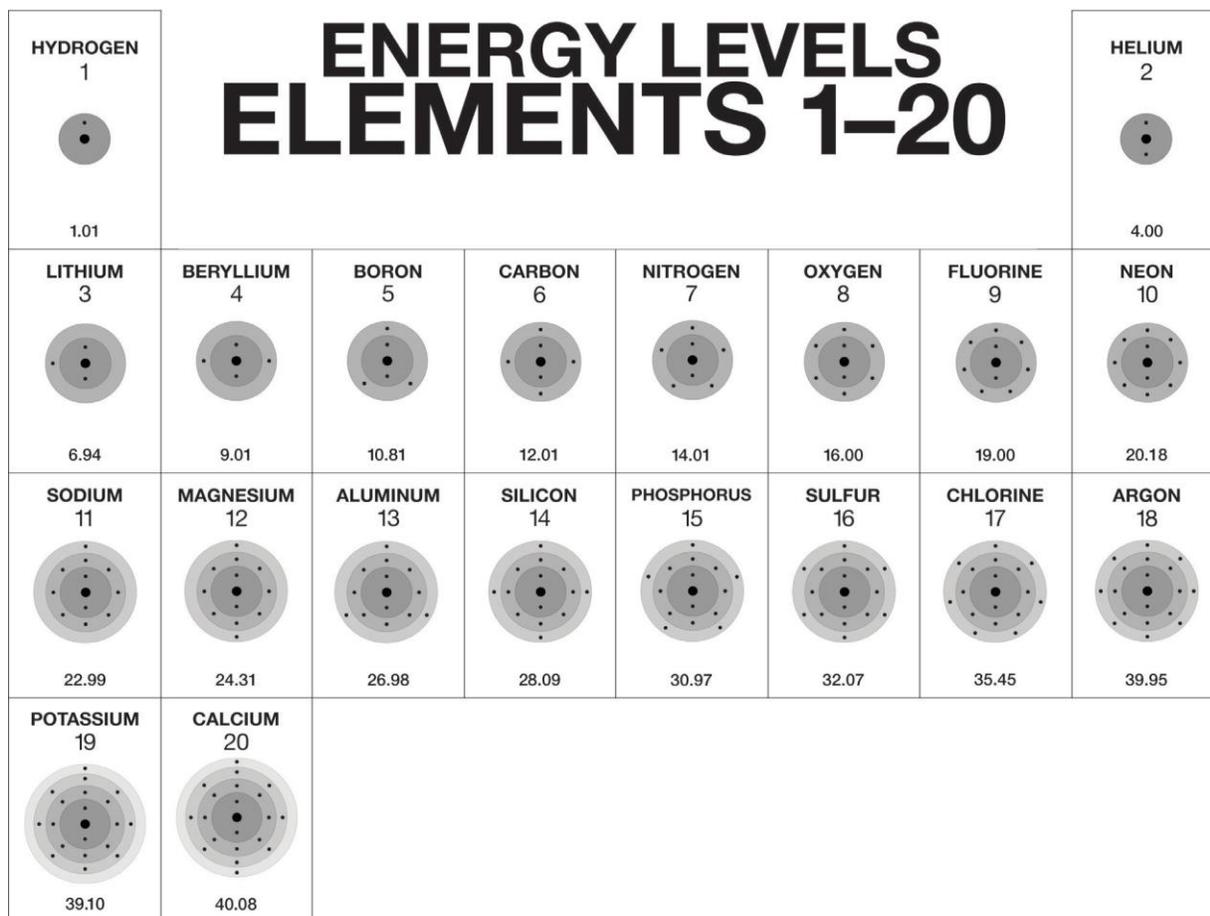 ENERGY LEVELS
ELEMENTS 1–20
HYDROGEN
1
1.01
HELIUM
2
4.00
LITHIUM
3
6.94
BERYLLIUM
4
9.01
BORON
5
10.81
CARBON
6
12.01
NITROGEN
7
14.01
OXYGEN
8
16.00
FLUORINE
9
19.00
NEON
10
20.18
SODIUM
11
22.99
MAGNESIUM
12
24.31
ALUMINUM
13
26.98
SILICON
14
28.09
PHOSPHORUS
15
30.97
SULFUR
16
32.07
CHLORINE
17
35.45
ARGON
18
39.95
POTASSIUM
19
39.10
CALCIUM
20
40.08